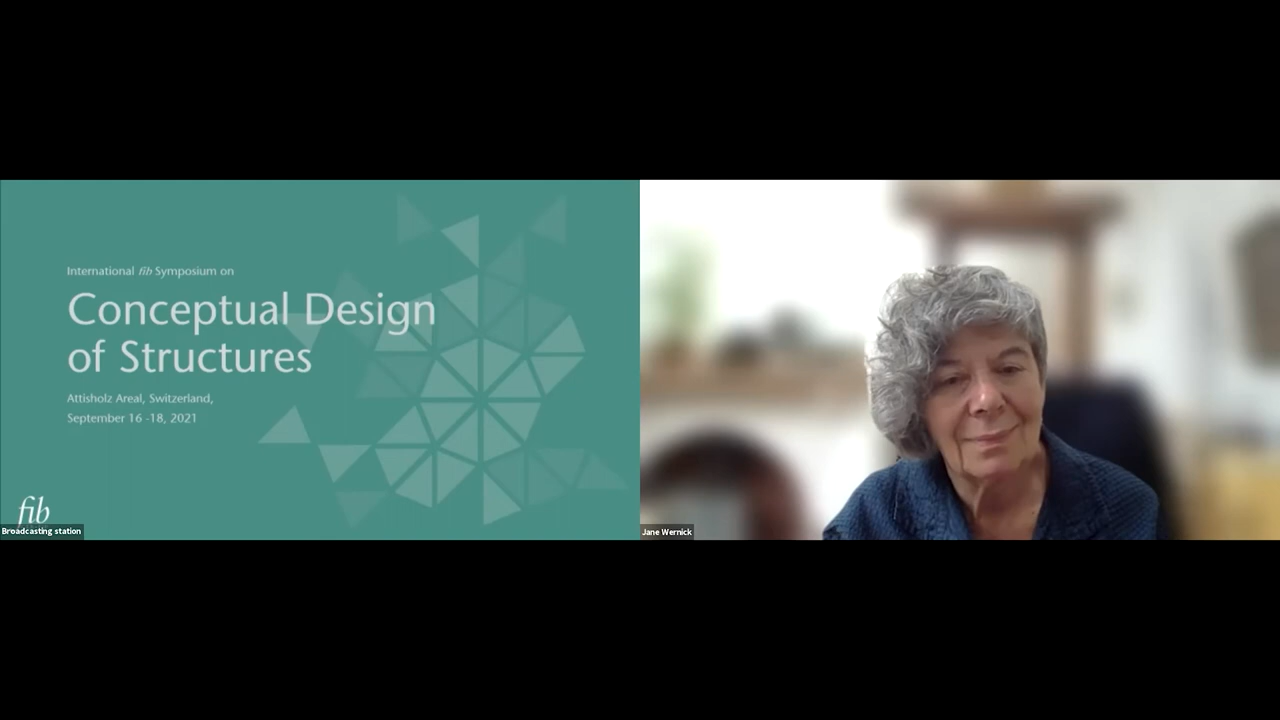 International fib Symposium on
Conceptual Design
of Structures
Attisholz Areal, Switzerland,
September 16 -18, 2021
fib
Broadcasting station
Jane Wernick